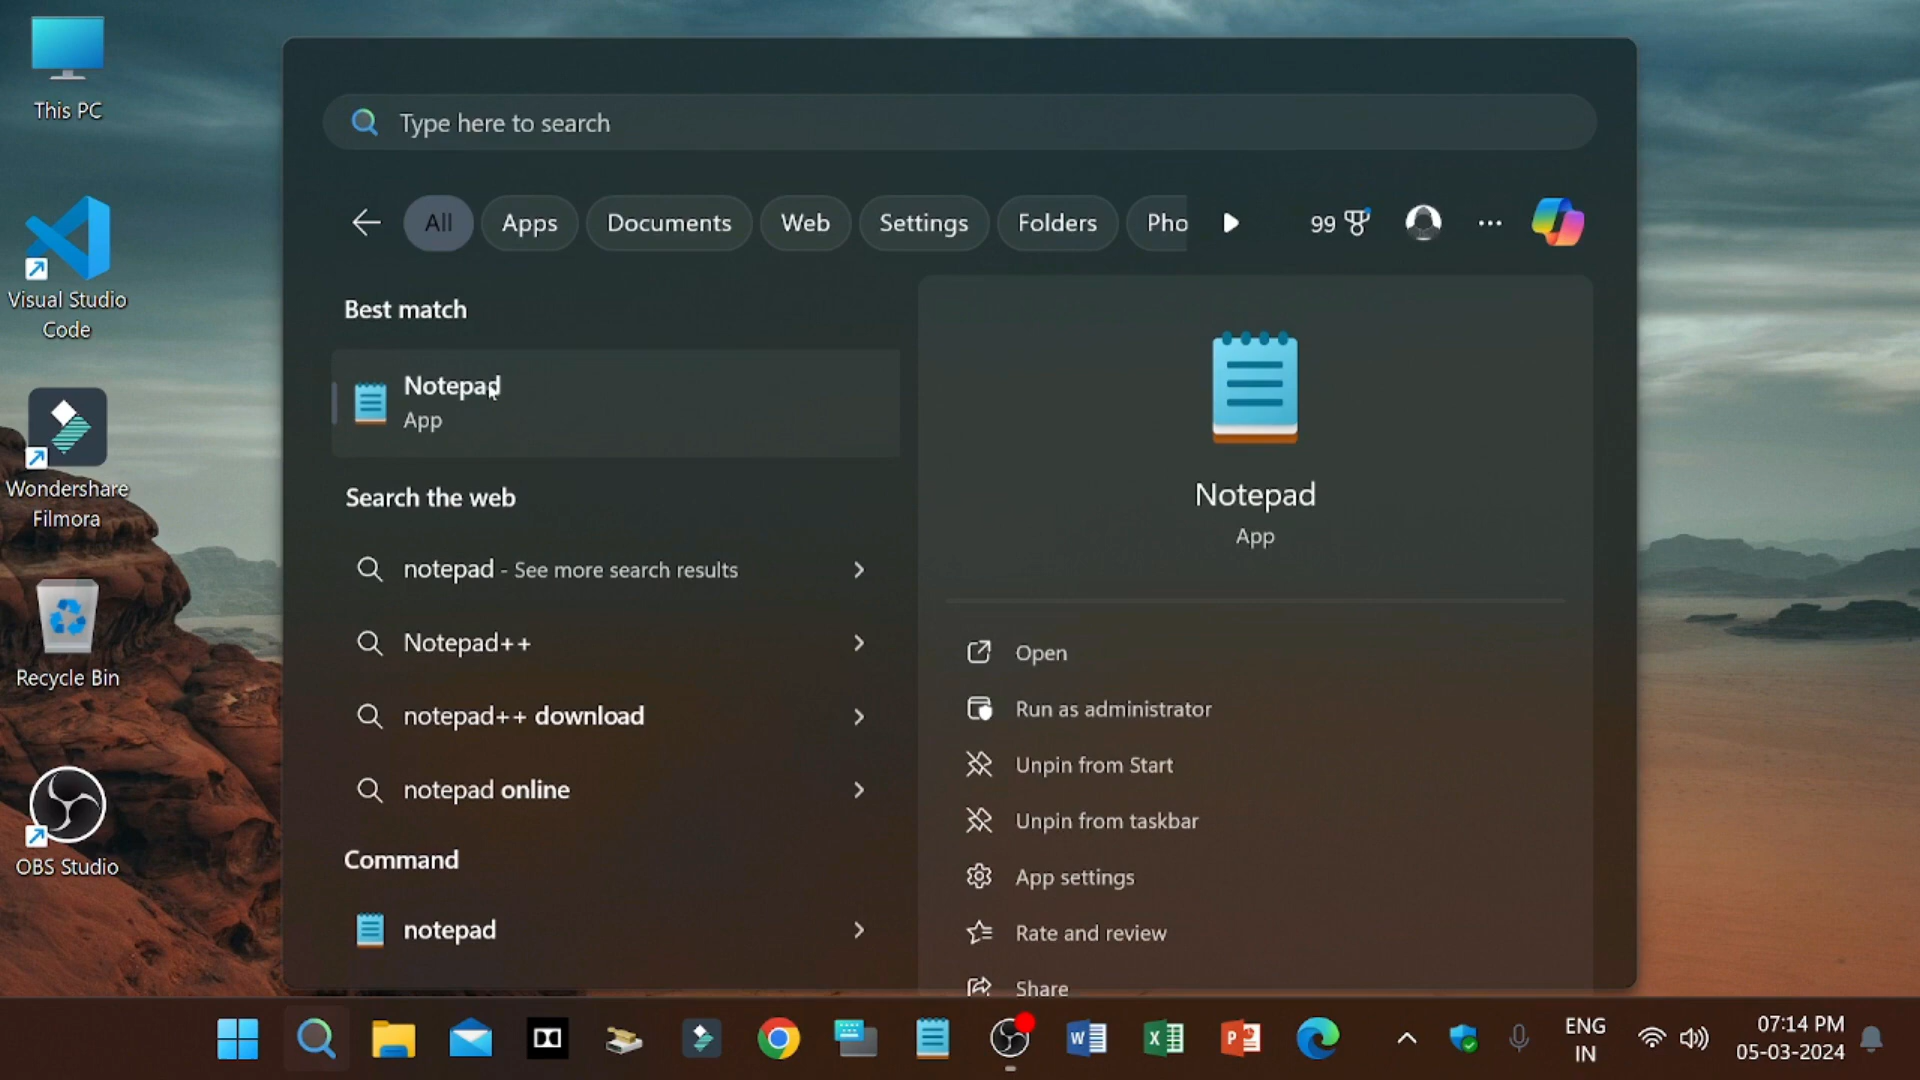 This PC
Visual Studio
Code
Wondershare
Filmora
Recycle Bin
OBS Studio
Type here to search
All
Apps
Documents
Web
Settings
Folders
Pho
99
Best match
Notepad
App
Search the web
notepad - See more search results
Notepad++
notepad++ download
notepad online
Command
notepad
Notepad
App
Open
Run as administrator
Unpin from Start
Unpin from taskbar
App settings
Rate and review
Share
W
X
P
ENG
IN
07:14 PM
05-03-2024